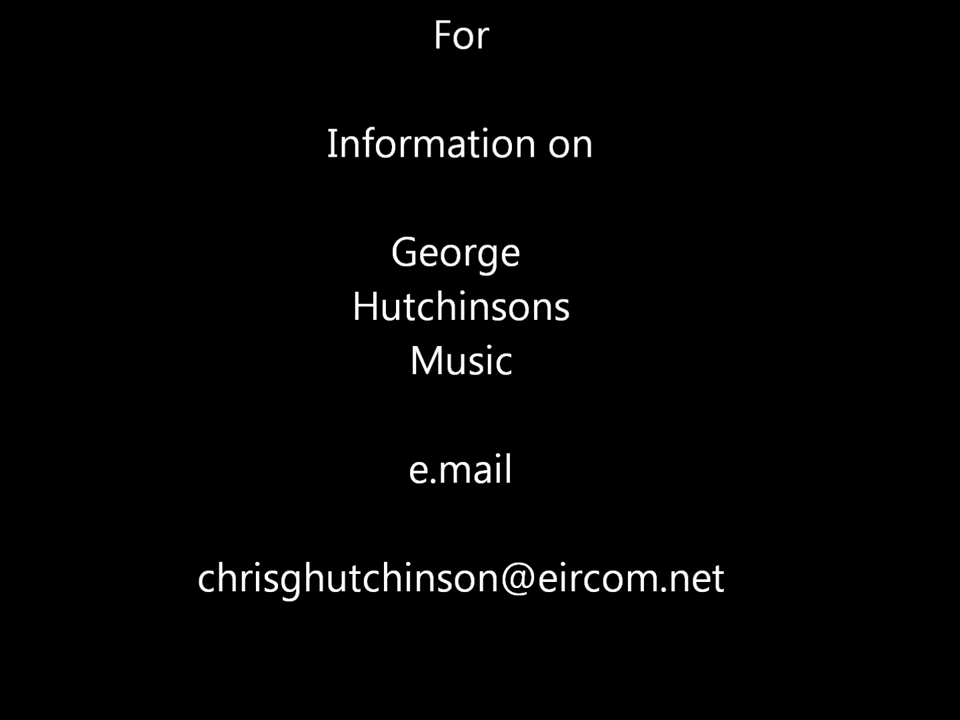 For
Information on
George
Hutchinsons
Music
e.mail
chrisghutchinson@eircom.net